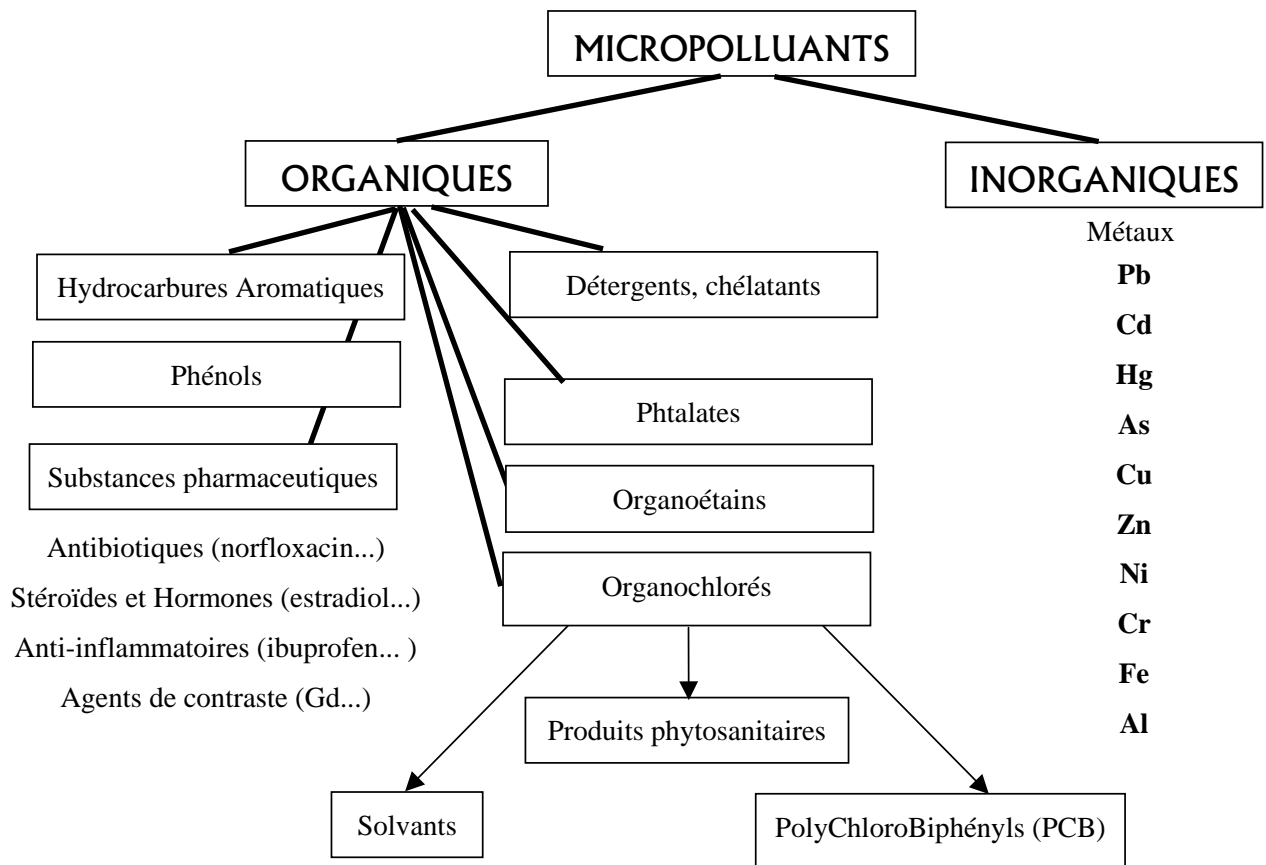 MICROPOLLUANTS
ORGANIQUES
INORGANIQUES
Hydrocarbures Aromatiques
Phénols
Substances pharmaceutiques
Antibiotiques (norfloxacin...)
Stéroïdes et Hormones (estradiol...)
Anti-inflammatoires (ibuprofen... )
Agents de contraste (Gd...)
Détergents, chélatants
Phtalates
Organoétains
Organochlorés
Produits phytosanitaires
Solvants
PolyChloroBiphényls (PCB)
Métaux
Pb
Cd
Hg
As
Cu
Zn
Ni
Cr
Fe
Al